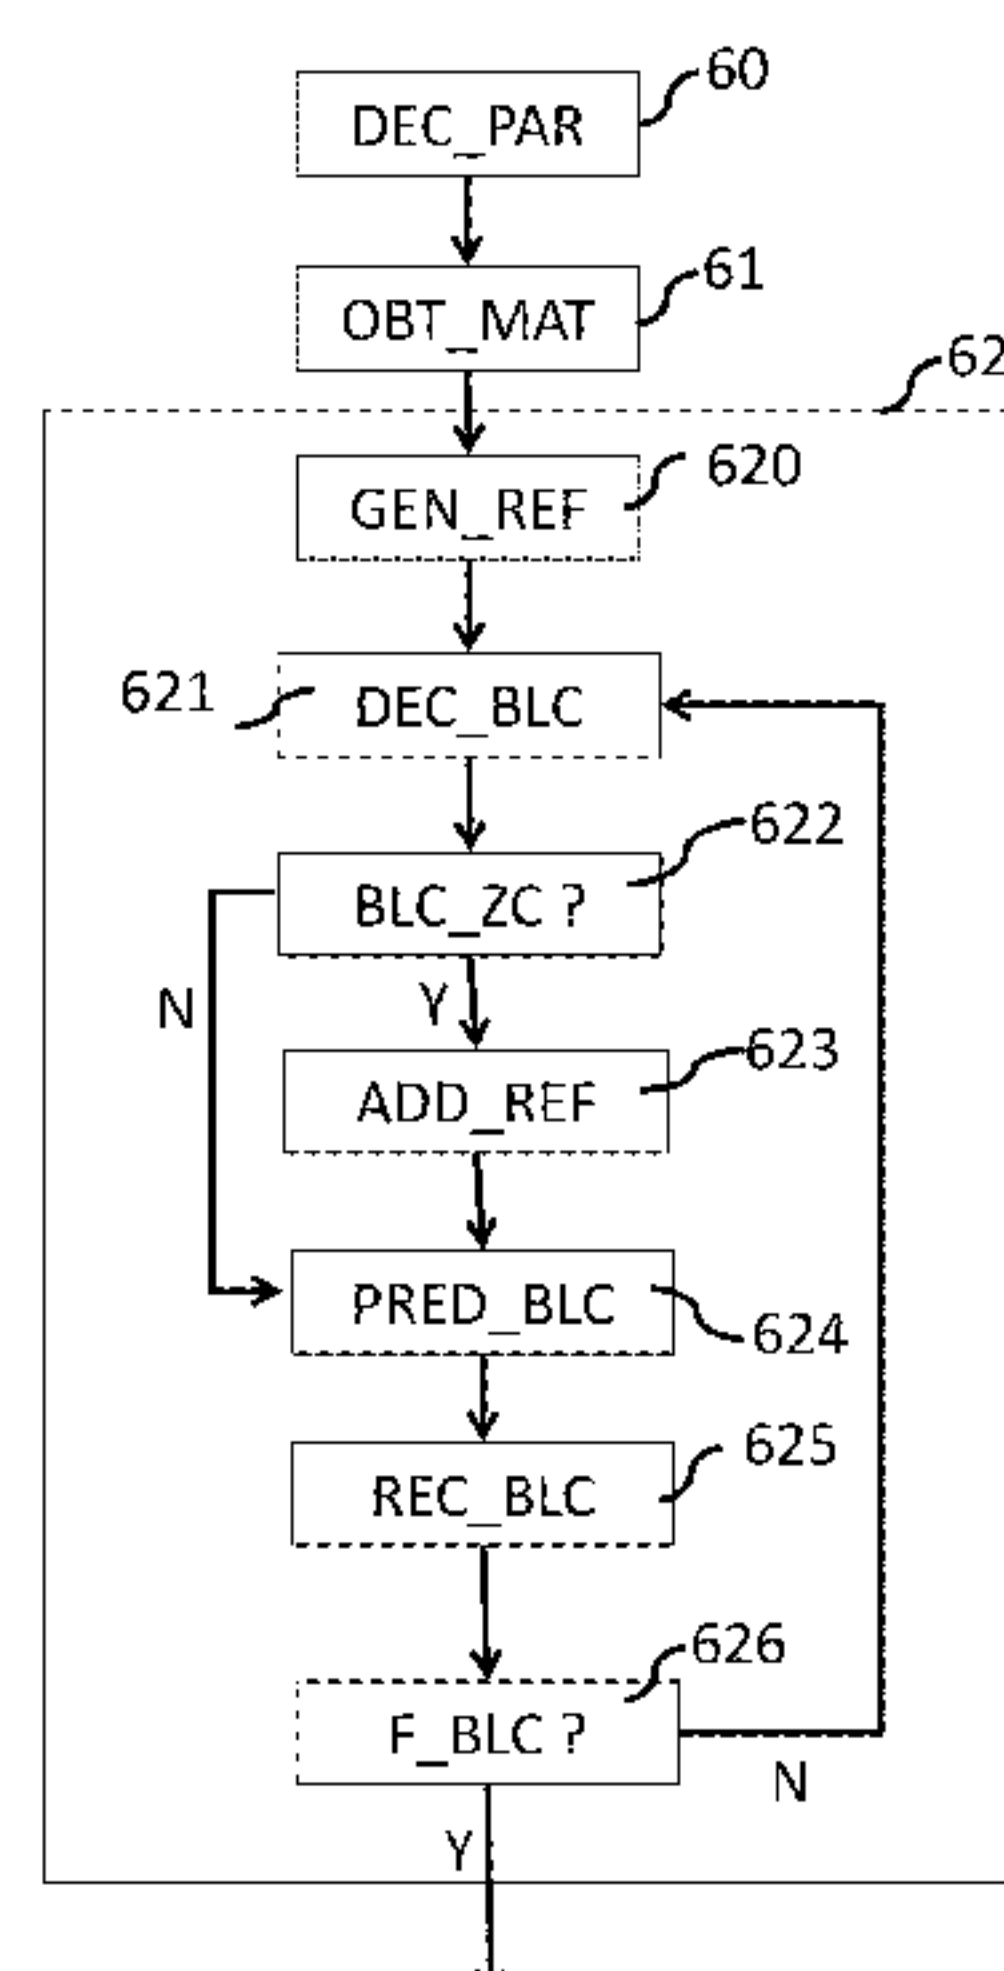 60
DEC_PAR
61
OBT_MAT
62
620
GEN_REF
621
DEC_BLC
622
BLC_ZC ?
N
Y
623
ADD_REF
PRED_BLC
624
625
REC_BLC
626
F_BLC ?
N
Y